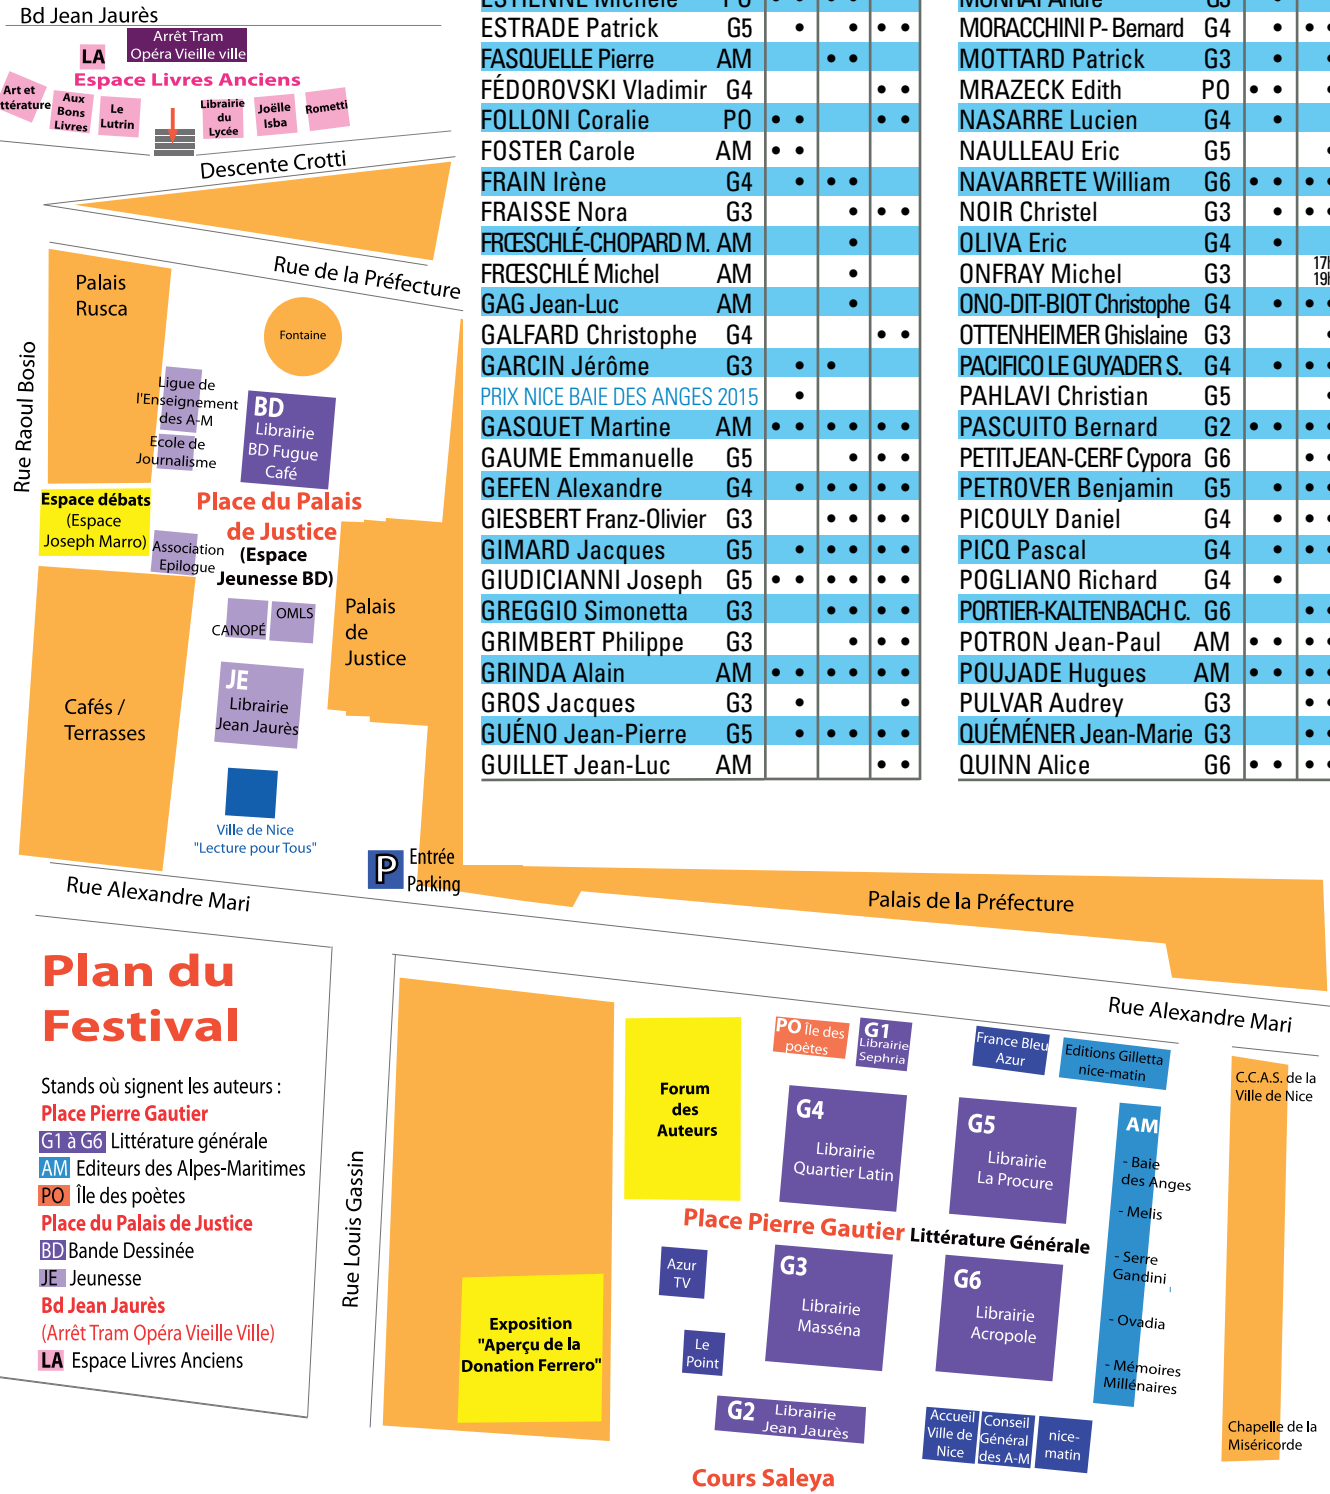 Bd Jean Jaurès
Arrêt Tram
Opéra Vieille ville
LA
Espace Livres Anciens
Art et
Aux
Bons
Livres
Le
Lutrin
Librairie
du
Lycée
Joëlle
Isba
Rometti
Descente Crotti
Rue de la Préfecture
Palais
Rusca
Fontaine
Rue Raoul Bosio
Ligue de
l'Enseignement
des A-M
Ecole de
Journalisme
BD
Librairie
BD Fugue
Café
Espace débats
(Espace
Joseph Marro)
Place du Palais
de Justice
(Espace
Jeunesse BD)
Association
Epilogue
CANOPÉ
OMLS
Palais
de
Justice
JE
Librairie
Jean Jaurès
Cafés /
Terrasses
Ville de Nice
"Lecture pour Tous"
P Entrée
Parking
Rue Alexandre Mari
ESTIENNE Michèle PO • • • •
ESTRADE Patrick G5 • • • •
FASQUELLE Pierre AM • •
FÉDOROVSKI Vladimir G4 • •
FOLLONI Coralie PO • • • •
FOSTER Carole AM • •
FRAIN Irène G4 • • •
FRAISSE Nora G3 • • •
FRŒSCHLÉ-CHOPARD M. AM •
FRŒSCHLÉ Michel AM •
GAG Jean-Luc AM •
GALFARD Christophe G4 • •
GARCIN Jérôme G3 • •
PRIX NICE BAIE DES ANGES 2015 •
GASQUET Martine AM • • • • • •
GAUME Emmanuelle G5 • • •
GEFEN Alexandre G4 • • • • •
GIESBERT Franz-Olivier G3 • • • •
GIMARD Jacques G5 • • • • •
GIUDICIANNI Joseph G5 • • • • • •
GREGGIO Simonetta G3 • • • •
GRIMBERT Philippe G3 • • •
GRINDA Alain AM • • • • • •
GROS Jacques G3 • •
GUÉNO Jean-Pierre G5 • • • • •
GUILLET Jean-Luc AM • •
André G3 •
MORACCHINI P- Bernard G4 • • •
MOTTARD Patrick G3 • •
MRAZECK Edith PO • • •
NASARRE Lucien G4 •
NAULLEAU Eric G5 •
NAVARRETE William G6 • • • •
NOIR Christel G3 • • •
OLIVA Eric G4 •
ONFRAY Michel G3
ONO-DIT-BIOT Christophe G4 • • •
OTTENHEIMER Ghislaine G3 •
PACIFICO LE GUYADER S. G4 • • •
PAHLAVI Christian G5 •
PASCUITO Bernard G2 • • • •
PETITJEAN-CERF Cypora G6 • •
PETROVER Benjamin G5 • • •
PICOULY Daniel G4 • • •
PICQ Pascal G4 • • •
POGLIANO Richard G4 •
PORTIER-KALTENBACH C. G6 • •
POTRON Jean-Paul AM • • • •
POUJADE Hugues AM • • • •
PULVAR Audrey G3 • •
QUÉMÉNER Jean-Marie G3 • •
QUINN Alice G6 • • • •
Palais de la Préfecture
Rue Alexandre Mari
Plan du
Festival
Stands où signent les auteurs :
Place Pierre Gautier
G1 à G6 Littérature générale
AM Editeurs des Alpes-Maritimes
PO Île des poètes
Place du Palais de Justice
BD Bande Dessinée
JE Jeunesse
Bd Jean Jaurès
(Arrêt Tram Opéra Vieille Ville)
LA Espace Livres Anciens
Rue Louis Gassin
Forum
des
Auteurs
Exposition
"Aperçu de la
Donation Ferrero"
PO Île des
poètes
G1
Librairie
Sephria
France Bleu
Azur
Editions Gilletta
nice-matin
C.C.A.S. de la
Ville de Nice
G4
Librairie
Quartier Latin
G5
Librairie
La Procure
AM
- Baie
des Anges
- Melis
- Serre
Gandini
- Ovadia
- Mémoires
Millénaires
Place Pierre Gautier Littérature Générale
Azur
TV
G3
Librairie
Masséna
G6
Librairie
Acropole
Le
Point
G2 Librairie
Jean Jaurès
Accueil
Ville de
Nice
Conseil
Général
des A-M
nice-
matin
Chapelle de la
Miséricorde
Cours Saleya